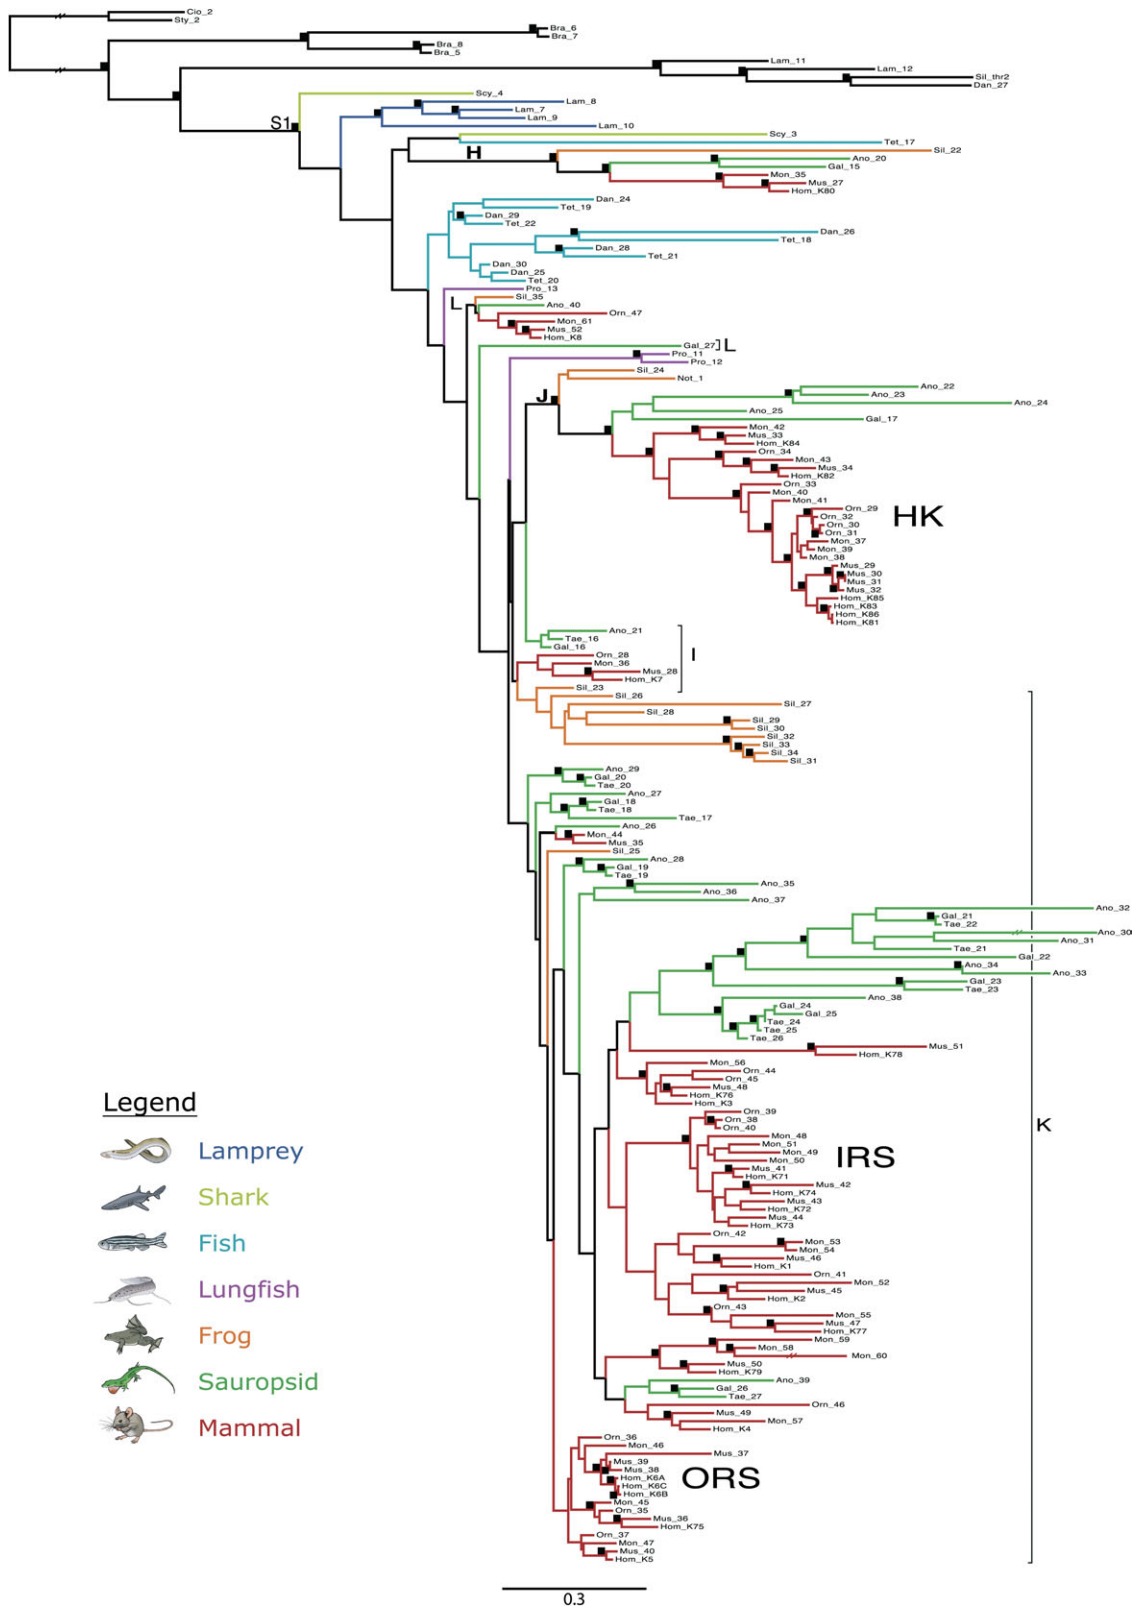 Cio_2
Sty_2
Bra_6
Bra_7
Bra_8
Bra_5
Lam_11
Lam_12
Sil_thr2
Dan_27
Scy_4
Lam_8
Lam_7
Lam_9
S1
Lam_10
Scy_3
Tet_17
H
Sil_22
Ano_20
Gal_15
Mon_35
Mus_27
Hom_K80
Dan_24
Tet_19
Dan_29
Tet_22
Dan_26
Tet_18
Dan_28
Tet_21
Dan_30
Dan_25
Tet_20
Pro_13
Sil_35
L
Ano_40
Orn_47
Mon_61
Mus_52
Hom_K8
Gal_27 L
Pro_11
Pro_12
Sil_24
Not_1
Ano_22
Ano_23
J
Ano_24
Ano_25
Gal_17
Mon_42
Mus_33
Hom_K84
Orn_34
Mon_43
Mus_34
Hom_K82
Orn_33
Mon_40
Mon_41
Orn_29
Orn_32
HK
Orn_30
Orn_31
Mon_37
Mon_39
Mon_38
Mus_29
Mus_30
Mus_31
Mus_32
Hom_K85
Hom_K83
Hom_K86
Hom_K81
Ano_21
Tae_16
Gal_16
I
Orn_28
Mon_36
Mus_28
Hom_K7
Sil_23
Sil_26
Sil_27
Sil_28
Sil_29
Sil_30
Sil_32
Sil_33
Sil_34
Sil_31
Ano_29
Gal_20
Tae_20
Ano_27
Gal_18
Tae_18
Tae_17
Ano_26
Mon_44
Mus_35
Sil_25
Ano_28
Gal_19
Tae_19
Ano_35
Ano_36
Ano_37
Ano_32
Gal_21
Tae_22
Ano_30
Ano_31
Tae_21
Gal_22
Ano_34
Ano_33
Gal_23
Tae_23
Ano_38
Gal_24
Gal_25
Tae_24
Tae_25
Tae_26
Mus_51
Hom_K78
Mon_56
Orn_44
Orn_45
Mus_48
Hom_K76
Hom_K3
Orn_39
Orn_38
Orn_40
K
Mon_48
Mon_51
Mon_49
IRS
Mon_50
Mus_41
Hom_K71
Mus_42
Hom_K74
Mus_43
Hom_K72
Mus_44
Hom_K73
Orn_42
Mon_53
Mon_54
Mus_46
Hom_K1
Orn_41
Mon_52
Mus_45
Hom_K2
Orn_43
Mon_55
Mus_47
Hom_K77
Mon_59
Mon_58
Mon_60
Mus_50
Hom_K79
Ano_39
Gal_26
Tae_27
Orn_46
Mus_49
Mon_57
Hom_K4
Orn_36
Mon_46
Mus_37
Mus_39
Mus_38
ORS
Hom_K6A
Hom_K6C
Hom_K6B
Mon_45
Orn_35
Mus_36
Hom_K75
Orn_37
Mon_47
Mus_40
Hom_K5
0.3
Legend
Lamprey
Shark
Fish
Lungfish
Frog
Sauropsid
Mammal